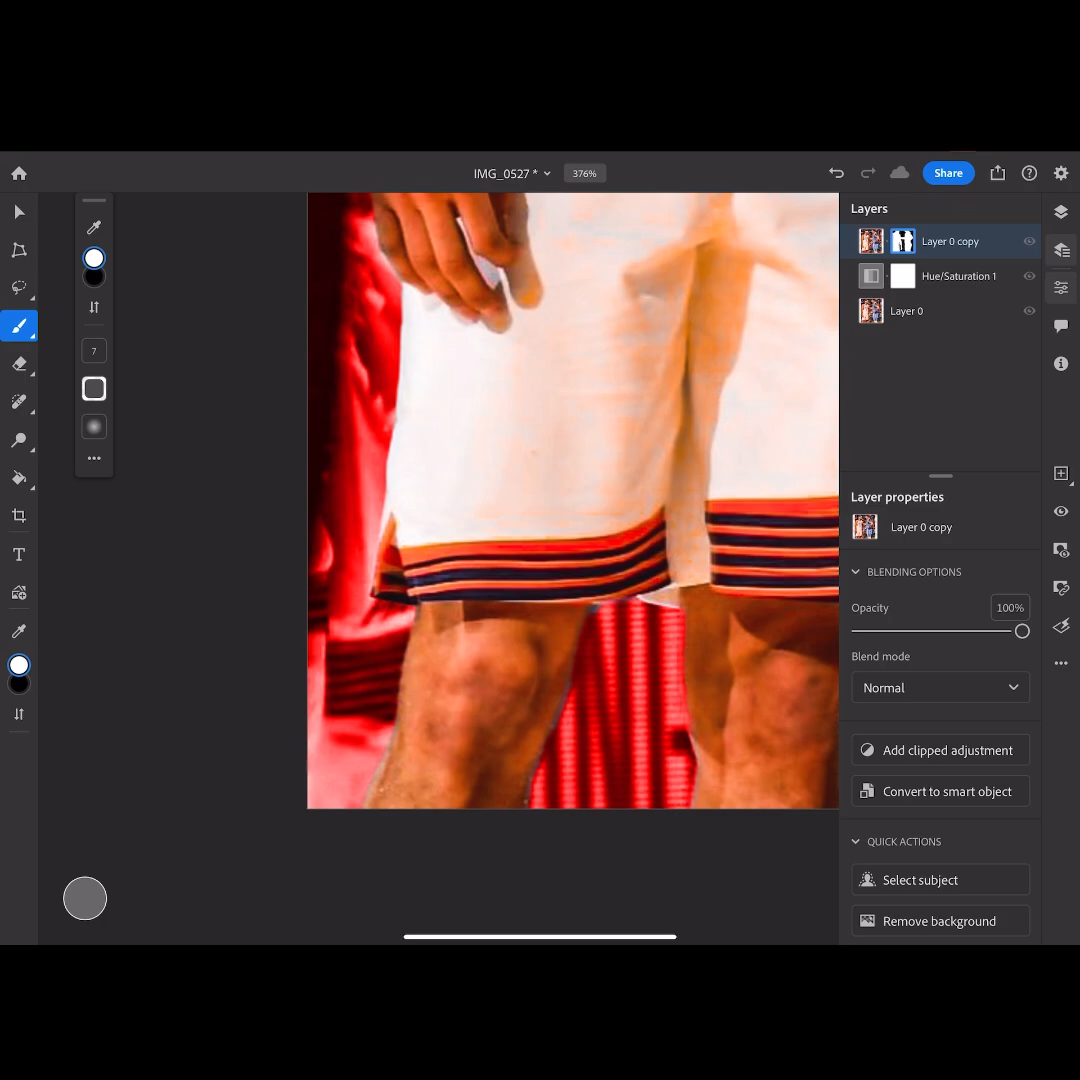 IMG_0527 *
376%
Share
Layers
Layer 0 copy
Hue/Saturation 1
Layer 0
7
Layer properties
Layer 0 copy
BLENDING OPTIONS
Opacity
100%
Blend mode
Normal
Add clipped adjustment
Convert to smart object
QUICK ACTIONS
Select subject
Remove background